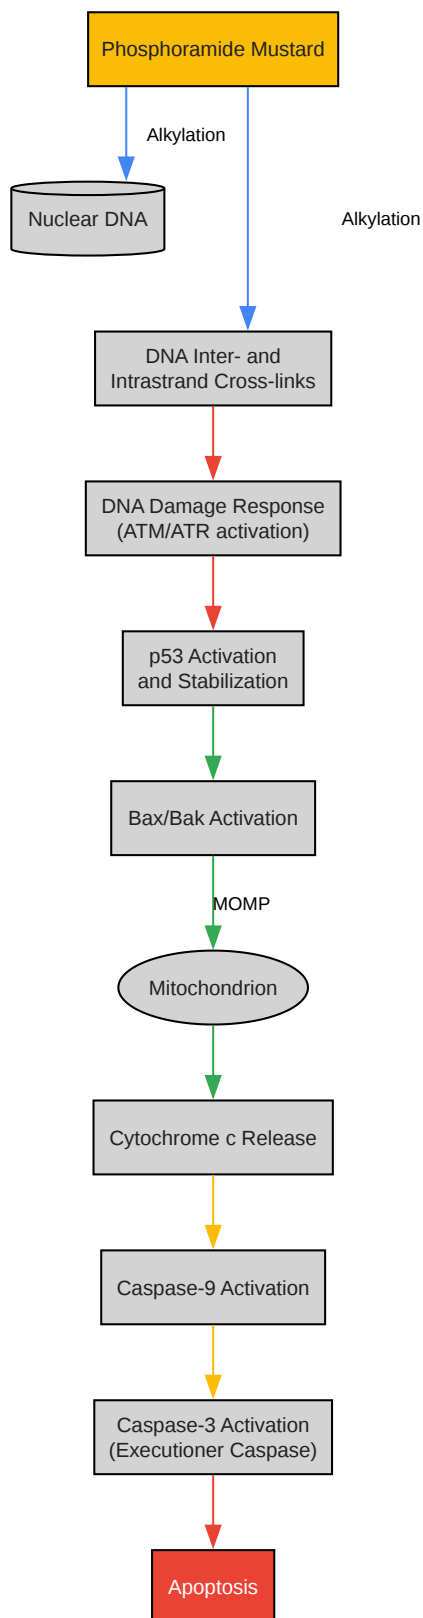 Phosphoramide Mustard
Alkylation
Nuclear DNA
Alkylation
DNA Inter- and
Intrastrand Cross-links
DNA Damage Response
(ATM/ATR activation)
p53 Activation
and Stabilization
Bax/Bak Activation
MOMP
Mitochondrion
Cytochrome c Release
Caspase-9 Activation
Caspase-3 Activation
(Executioner Caspase)
Apoptosis